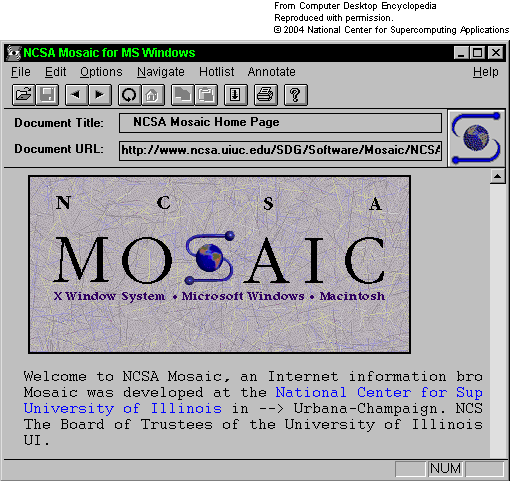 From Computer Desktop Encyclopedia
Reproduced with permission.
© 2004 National Center for Supercomputing Applications
NCSA Mosaic for MS Windows
File Edit Options Navigate Hotlist Annotate Help
Document Title: NCSA Mosaic Home Page
Document URL: http://www.ncsa.uiuc.edu/SDG/Software/Mosaic/NCSA
N C S A
MOSAIC
X Window System • Microsoft Windows • Macintosh
Welcome to NCSA Mosaic, an Internet information bro
Mosaic was developed at the National Center for Sup
University of Illinois in --> Urbana-Champaign. NCS
The Board of Trustees of the University of Illinois
UI.
NUM